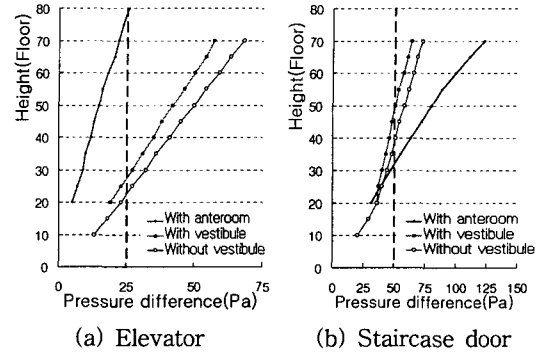 80
70
60
50
40
30
20
10
0
Height(Floor)
With anteroom
With vestibule
Without vestibule
0 25 50 75
Pressure difference(Pa)
(a) Elevator
80
70
60
50
40
30
20
10
0
Height(Floor)
With anteroom
With vestibule
Without vestibule
0 25 50 75 100 125 150
Pressure difference(Pa)
(b) Staircase door